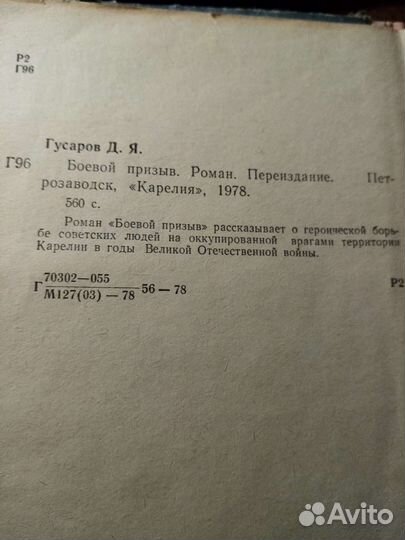 Р2
Г96
Гусаров Д. Я.
Г96 Боевой призыв. Роман. Переиздание. Пет-
розаводск, «Карелия», 1978.
560 с.
Роман «Боевой призыв» рассказывает о героической борь-
бе советских людей на оккупированной врагами территории
Карелии в годы Великой Отечественной войны.
70302—055
Г М127(03) — 78 56 — 78
Р2
Avito